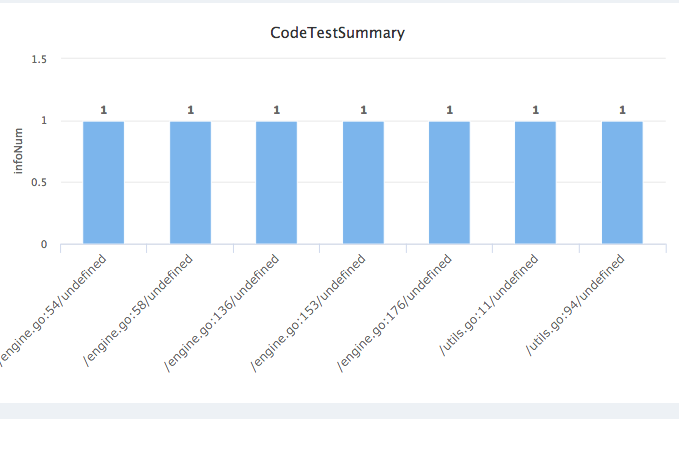 CodeTestSummary
1.5
1
0.5
0
infoNum
1
1
1
1
1
1
1
/engine.go:54/undefined
/engine.go:58/undefined
/engine.go:136/undefined
/engine.go:153/undefined
/engine.go:176/undefined
/utils.go:11/undefined
/utils.go:94/undefined